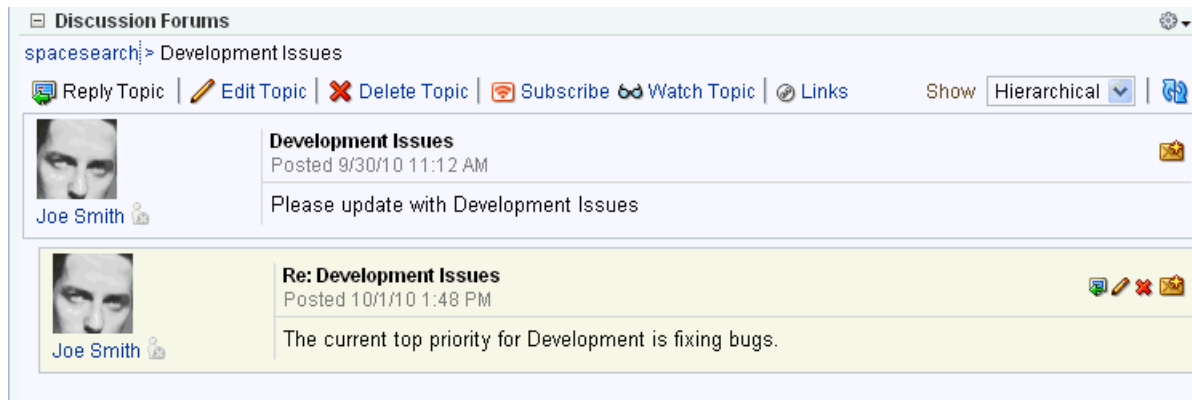 Discussion Forums
spacesearch > Development Issues
Reply Topic | Edit Topic | Delete Topic | Subscribe Watch Topic | Links Show Hierarchical
Development Issues
Posted 9/30/10 11:12 AM
Joe Smith
Please update with Development Issues
Re: Development Issues
Posted 10/1/10 1:48 PM
Joe Smith
The current top priority for Development is fixing bugs.